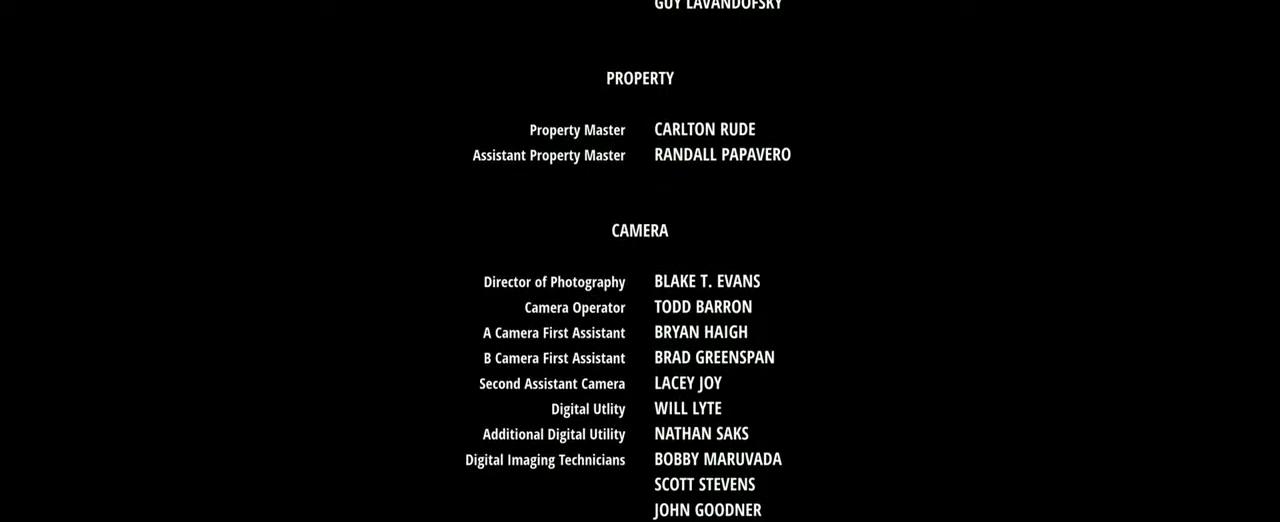 GUY LAVANDOFSKY
PROPERTY
Property Master CARLTON RUDE
Assistant Property Master RANDALL PAPAVERO
CAMERA
Director of Photography BLAKE T. EVANS
Camera Operator TODD BARRON
A Camera First Assistant BRYAN HAIGH
B Camera First Assistant BRAD GREENSPAN
Second Assistant Camera LACEY JOY
Digital Utlity WILL LYTE
Additional Digital Utility NATHAN SAKS
Digital Imaging Technicians BOBBY MARUVADA
SCOTT STEVENS
JOHN GOODNER